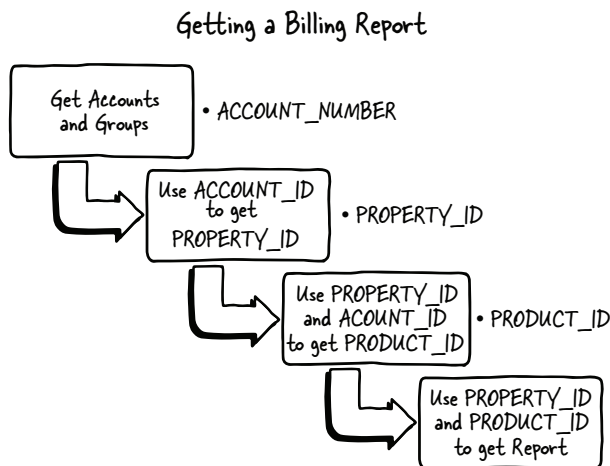 Getting a Billing Report
Get Accounts
and Groups
• ACCOUNT_NUMBER
Use ACCOUNT_ID
to get
PROPERTY_ID
• PROPERTY_ID
Use PROPERTY_ID
and ACOUNT_ID
to get PRODUCT_ID
• PRODUCT_ID
Use PROPERTY_ID
and PRODUCT_ID
to get Report